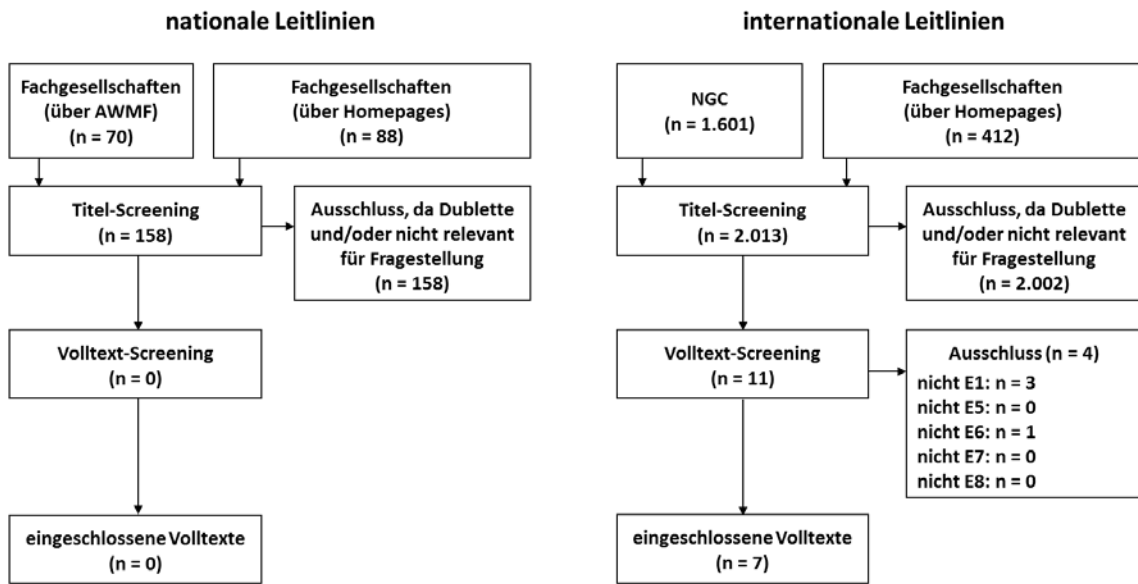 nationale Leitlinien
Fachgesellschaften
(über AWMF)
(n = 70)
Fachgesellschaften
(über Homepages)
(n = 88)
Titel-Screening
(n = 158)
Ausschluss, da Dublette
und/oder nicht relevant
für Fragestellung
(n = 158)
Volltext-Screening
(n = 0)
eingeschlossene Volltexte
(n = 0)
internationale Leitlinien
NGC
(n = 1.601)
Fachgesellschaften
(über Homepages)
(n = 412)
Titel-Screening
(n = 2.013)
Ausschluss, da Dublette
und/oder nicht relevant
für Fragestellung
(n = 2.002)
Volltext-Screening
(n = 11)
Ausschluss (n = 4)
nicht E1: n = 3
nicht E5: n = 0
nicht E6: n = 1
nicht E7: n = 0
nicht E8: n = 0
eingeschlossene Volltexte
(n = 7)